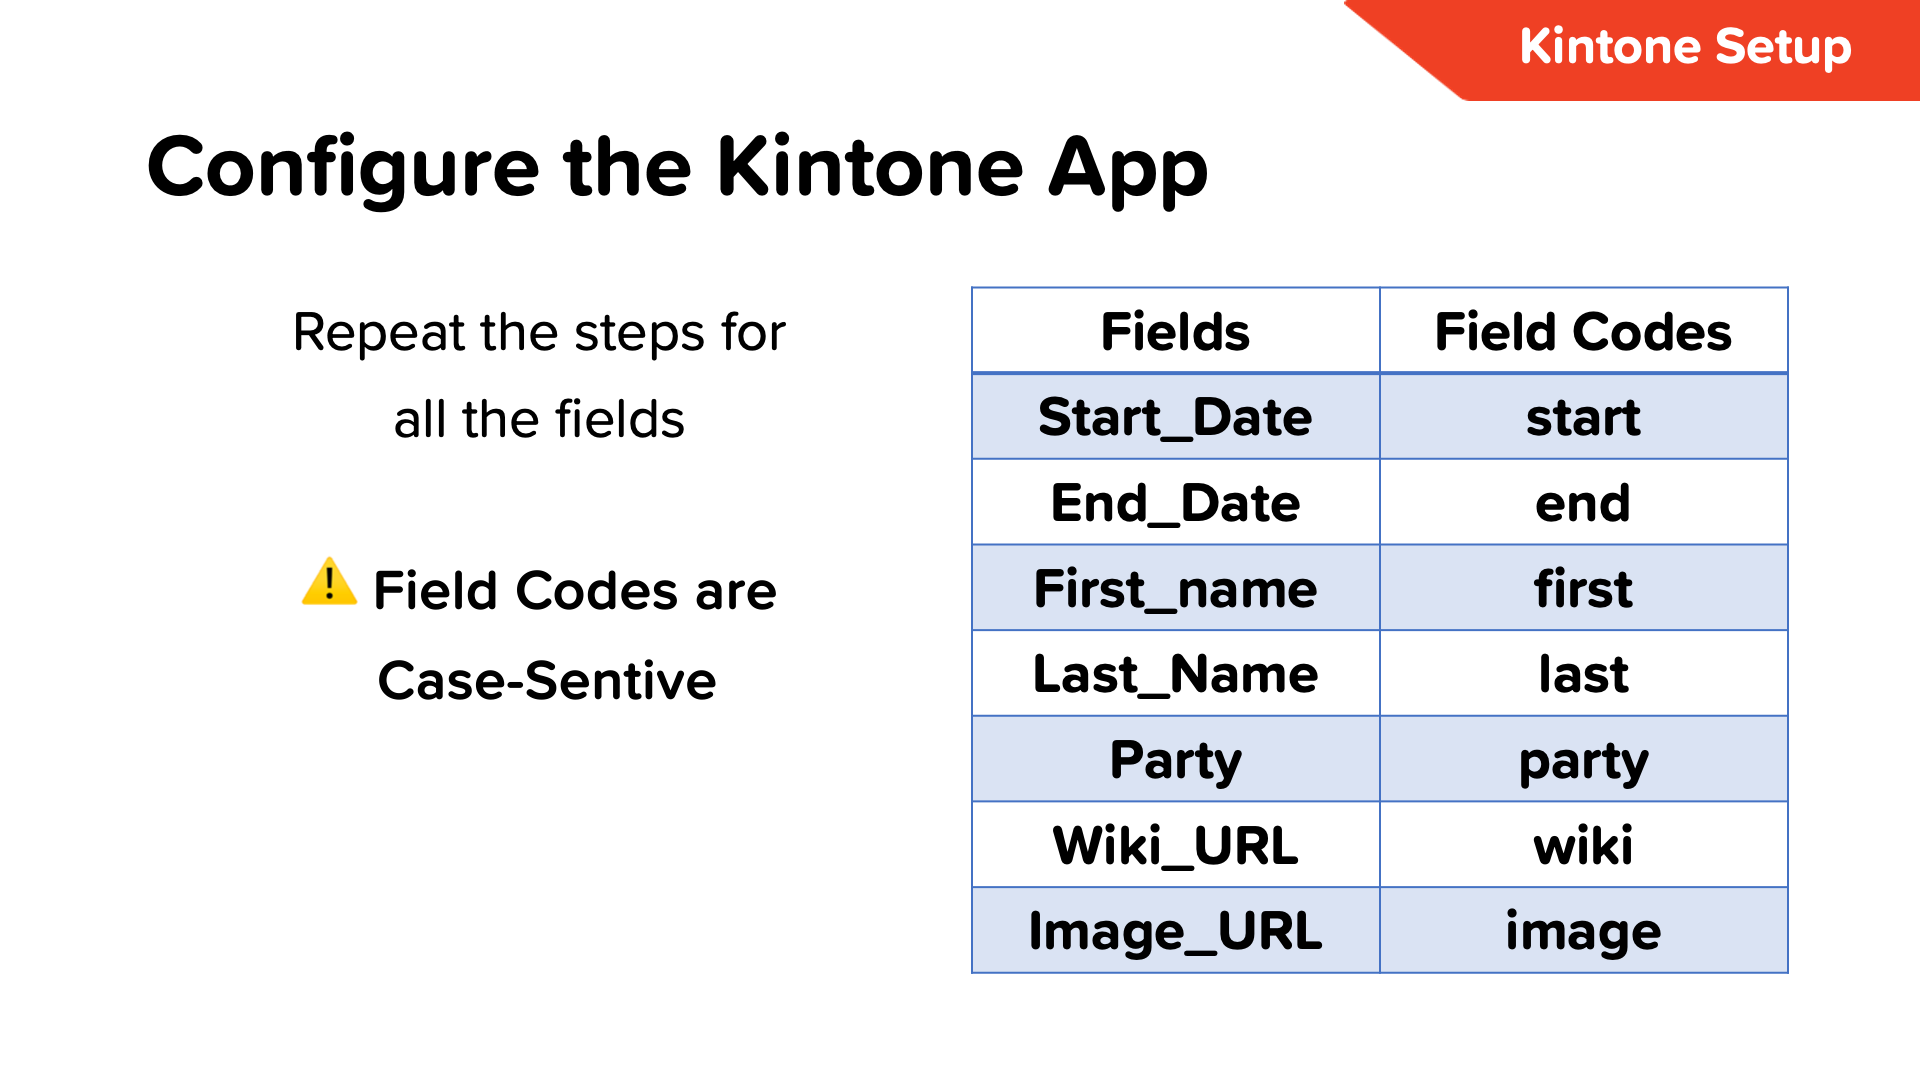 Kintone Setup
Configure the Kintone App
Repeat the steps for
all the fields
⚠️ Field Codes are
Case-Sentive
Fields Field Codes
Start_Date start
End_Date end
First_name first
Last_Name last
Party party
Wiki_URL wiki
Image_URL image